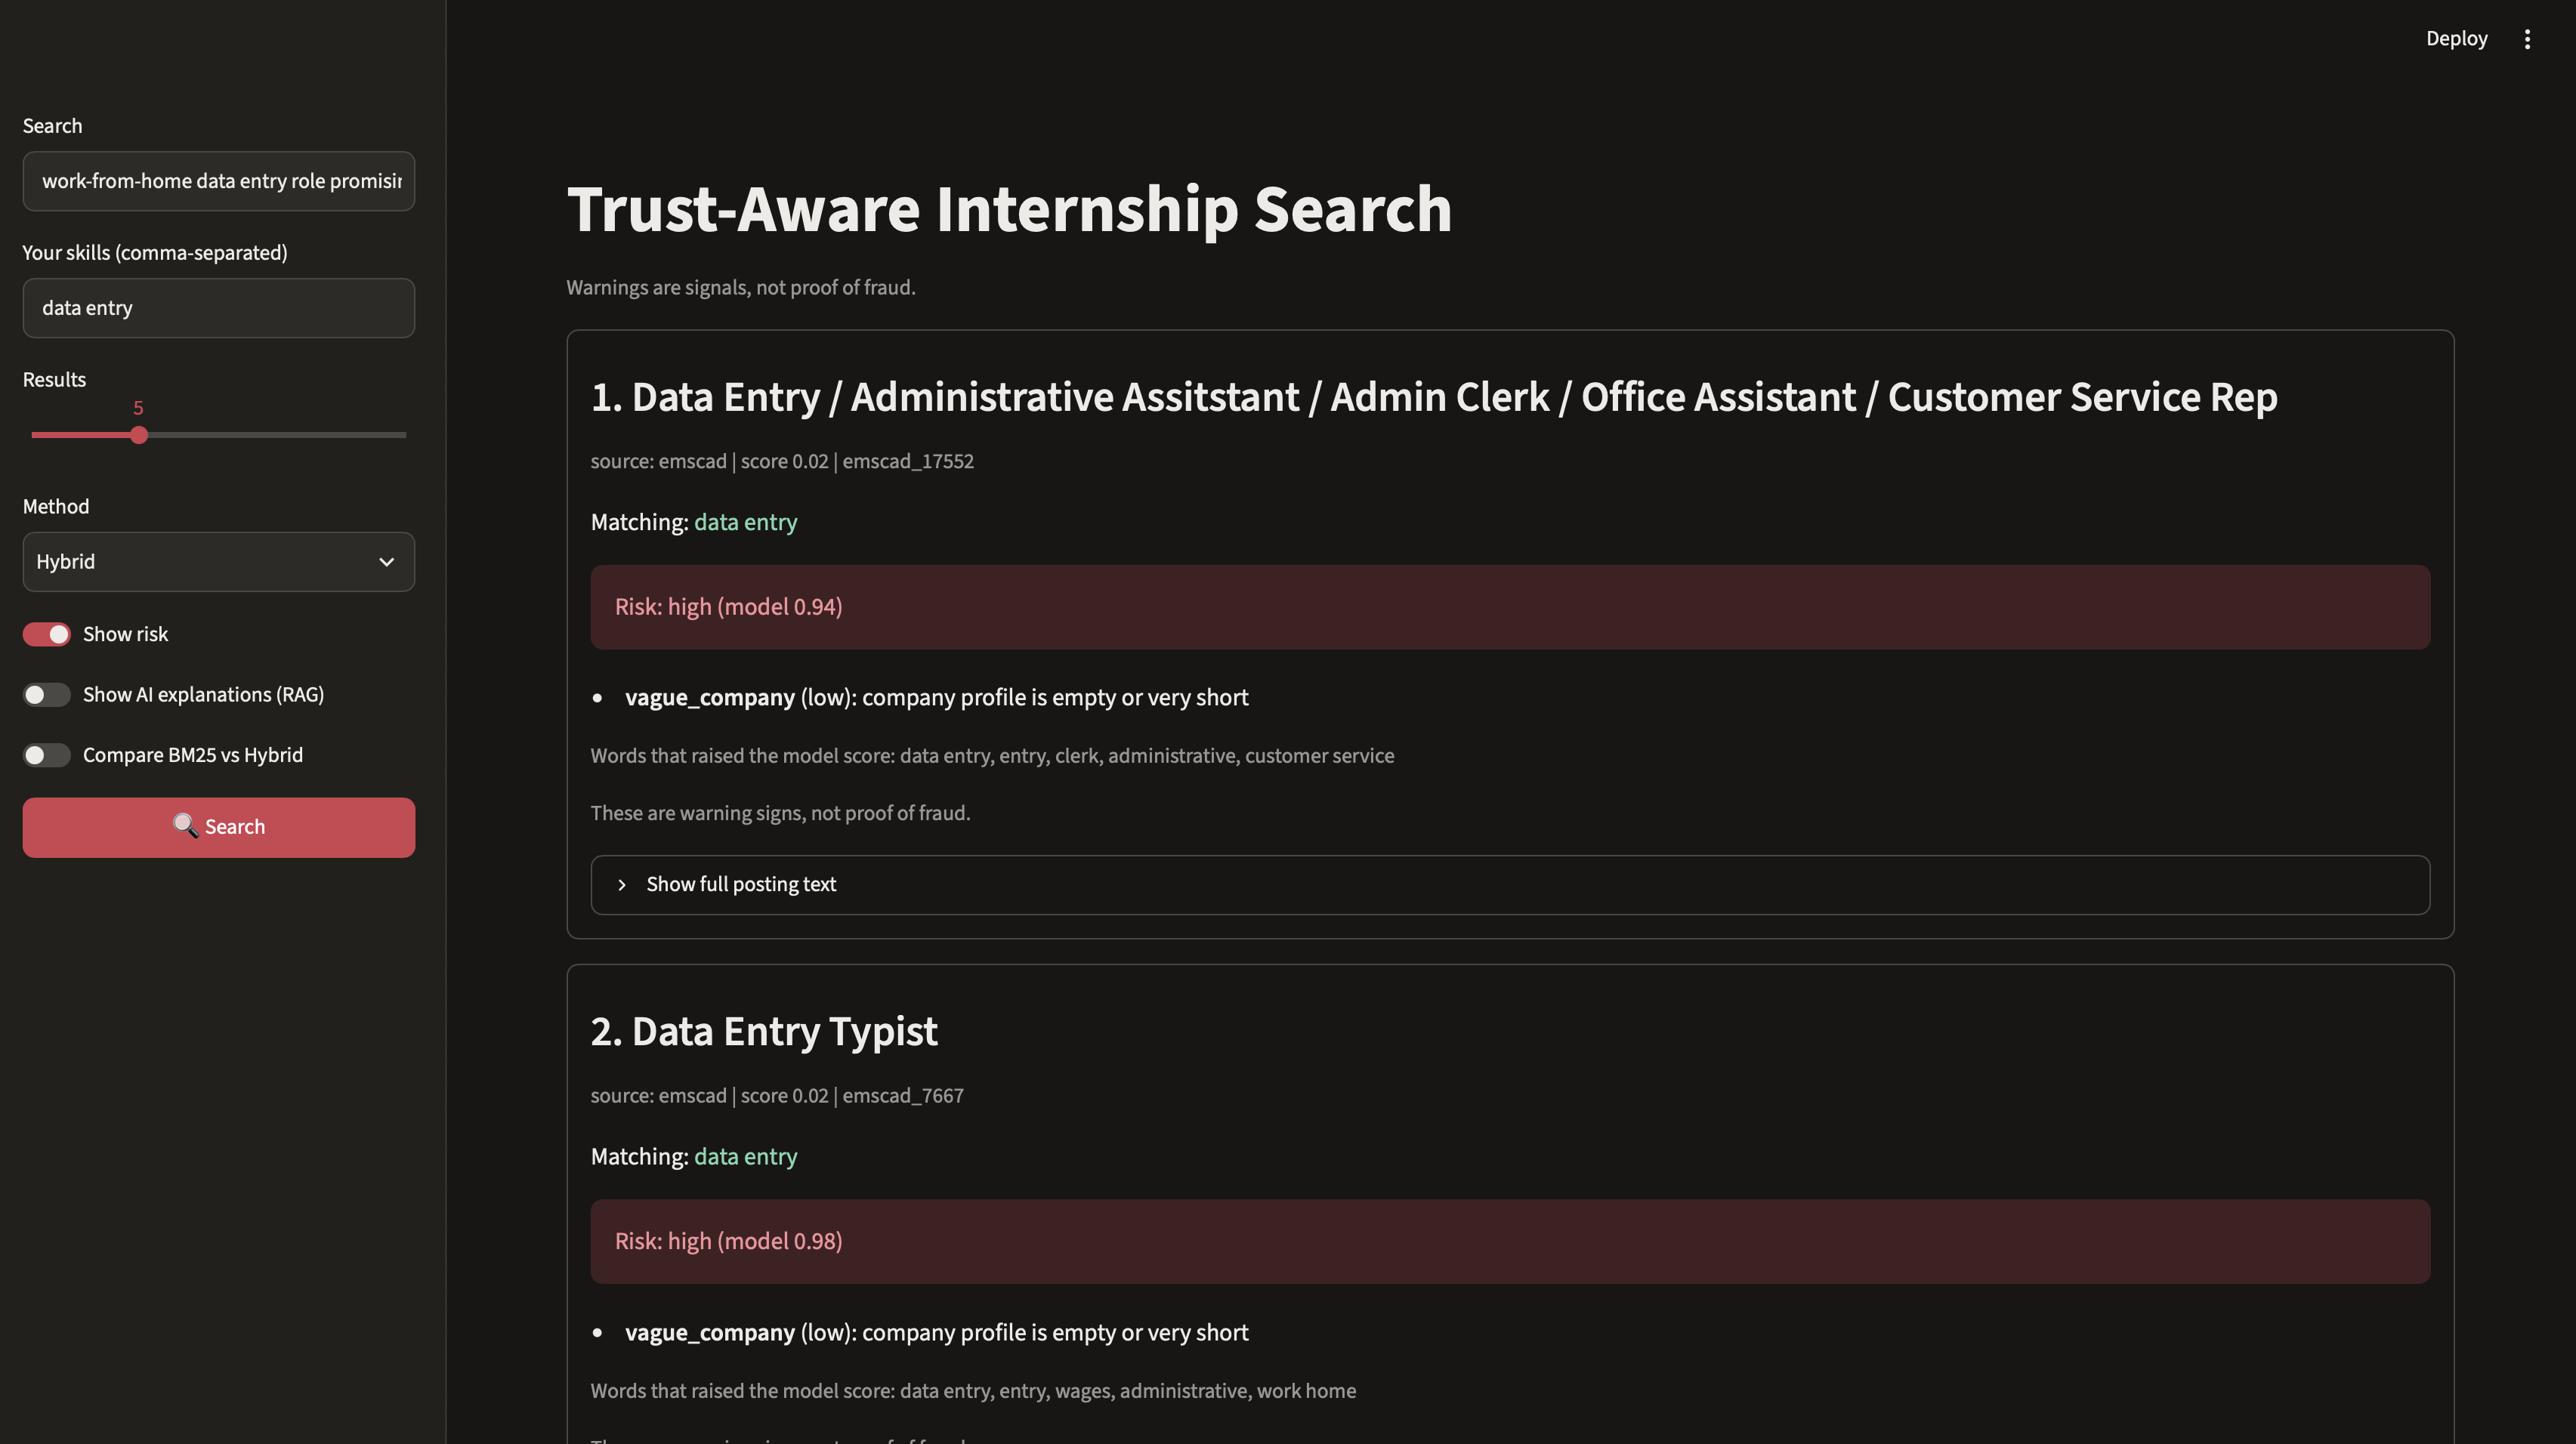 Deploy
Search
work-from-home data entry role promisin
Your skills (comma-separated)
data entry
Results
5
Method
Hybrid
Show risk
Show AI explanations (RAG)
Compare BM25 vs Hybrid
🔍 Search
Trust-Aware Internship Search
Warnings are signals, not proof of fraud.
1. Data Entry / Administrative Assitstant / Admin Clerk / Office Assistant / Customer Service Rep
source: emscad | score 0.02 | emscad_17552
Matching: data entry
Risk: high (model 0.94)
• vague_company (low): company profile is empty or very short
Words that raised the model score: data entry, entry, clerk, administrative, customer service
These are warning signs, not proof of fraud.
Show full posting text
2. Data Entry Typist
source: emscad | score 0.02 | emscad_7667
Matching: data entry
Risk: high (model 0.98)
• vague_company (low): company profile is empty or very short
Words that raised the model score: data entry, entry, wages, administrative, work home